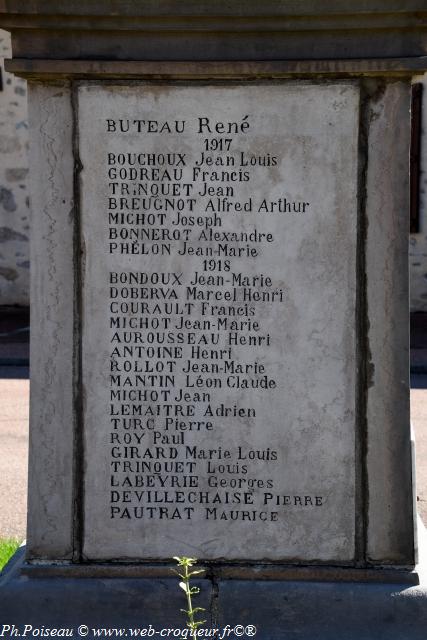 BUTEAU René
1917
BOUCHOUX Jean Louis
GODREAU Francis
TRINQUET Jean
BREUGNOT Alfred Arthur
MICHOT Joseph
BONNEROT Alexandre
PHÉLON Jean-Marie
1918
BONDOUX Jean-Marie
DOBERVA Marcel Henri
COURAULT Francis
MICHOT Jean-Marie
AUROUSSEAU Henri
ANTOINE Henri
ROLLOT Jean-Marie
MANTIN Léon Claude
MICHOT Jean
LEMAITRE Adrien
TURC Pierre
ROY Paul
GIRARD Marie Louis
TRINQUET Louis
LABEYRIE Georges
DEVILLECHAISE PIERRE
PAUTRAT MAURICE
Ph.Poiseau ©®www-web-croqueur.fr©®